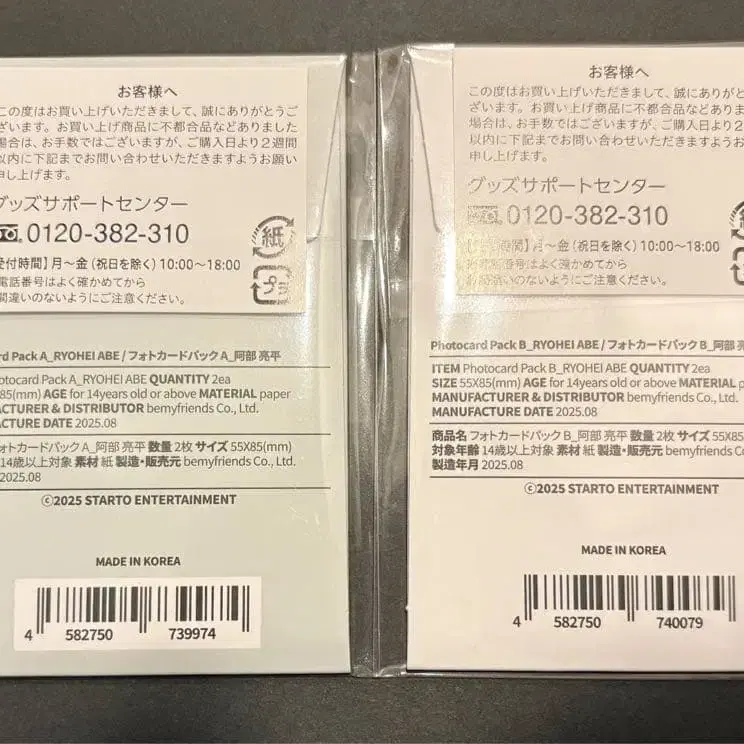 お客様へ
この度はお買い上げいただきまして、誠にありがとうご
ざいます。お買い上げ商品に不都合品などありました
場合は、お手数ではございますが、ご購入日より2週間
以内に下記までお問い合わせいただきますようお願い
申し上げます。
グッズサポートセンター
0120-382-310
受付時間】月~金(祝日を除く)10:00~18:00
電話番号はよく確かめてから
間違いのないようにご注意ください。
紙
プラ
rd Pack A_RYOHEI ABE / フォトカードパック A_阿部 亮平
hotocard Pack A_RYOHEI ABE QUANTITY 2ea
85(mm) AGE for 14years old or above MATERIAL paper
FACTURER & DISTRIBUTOR bemyfriends Co., Ltd.
FACTURE DATE 2025.08
フォトカードパック A_阿部 亮平 数量 2枚 サイズ 55X85(mm)
14歳以上対象 素材 紙 製造・販売元 bemyfriends Co., Ltd.
2025.08
ⓒ2025 STARTO ENTERTAINMENT
MADE IN KOREA
4 582750 739974
お客様へ
この度はお買い上げいただきまして、誠にありが
ざいます。お買い上げ商品に不都合品などありま
場合は、お手数ではございますが、ご購入日より2
以内に下記までお問い合わせいただきますようお
申し上げます。
グッズサポートセンター
0120-382-310
時間】月~金(祝日を除く)10:00~18:00
お電話番号はよく確かめてから
違いのないようにご注意ください。
Photocard Pack B_RYOHEI ABE / フォトカードパック B_阿部 亮
ITEM Photocard Pack B_RYOHEI ABE QUANTITY 2ea
SIZE 55X85(mm) AGE for 14years old or above MATERIAL p
MANUFACTURER & DISTRIBUTOR bemyfriends Co., Ltd.
MANUFACTURE DATE 2025.08
商品名 フォトカードパック B_阿部 亮平 数量 2枚 サイズ 55X85
対象年齢 14歳以上対象 素材 紙 製造・販売元 bemyfriends Co.,
製造年月 2025.08
ⓒ2025 STARTO ENTERTAINMENT
MADE IN KOREA
4 582750 740079